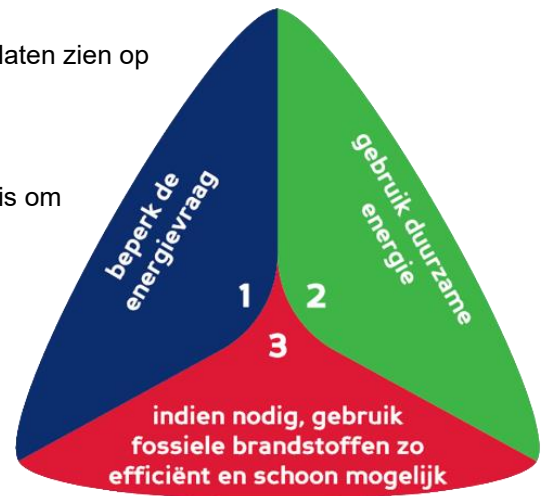 laten zien op
is om
beperk de
energievraag
1
gebruik duurzame
energie
2
3
indien nodig, gebruik
fossiele brandstoffen zo
efficiënt en schoon mogelijk